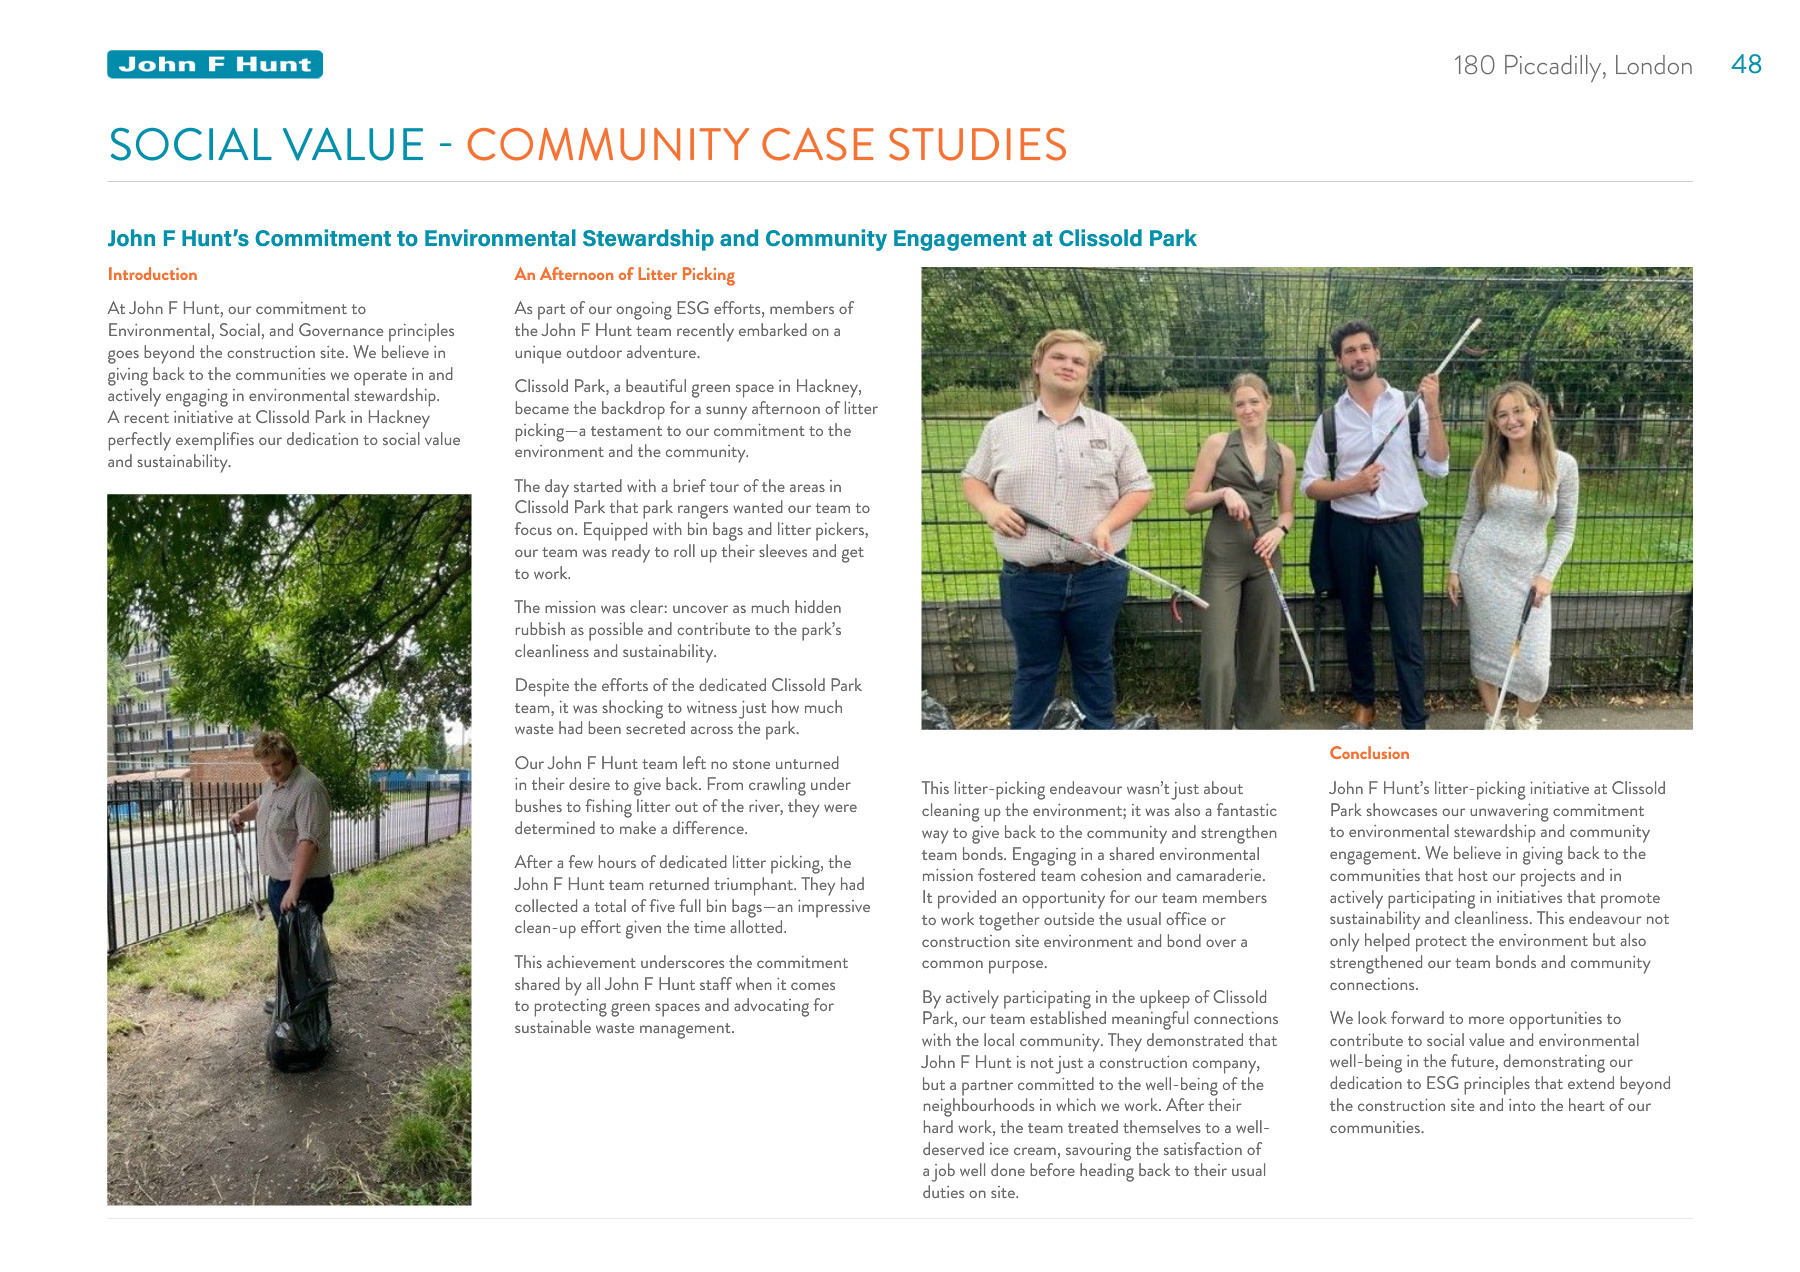 John F Hunt
180 Piccadilly, London 48
SOCIAL VALUE - COMMUNITY CASE STUDIES
John F Hunt’s Commitment to Environmental Stewardship and Community Engagement at Clissold Park
Introduction
At John F Hunt, our commitment to
Environmental, Social, and Governance principles
goes beyond the construction site. We believe in
giving back to the communities we operate in and
actively engaging in environmental stewardship.
A recent initiative at Clissold Park in Hackney
perfectly exemplifies our dedication to social value
and sustainability.
An Afternoon of Litter Picking
As part of our ongoing ESG efforts, members of
the John F Hunt team recently embarked on a
unique outdoor adventure.
Clissold Park, a beautiful green space in Hackney,
became the backdrop for a sunny afternoon of litter
picking—a testament to our commitment to the
environment and the community.
The day started with a brief tour of the areas in
Clissold Park that park rangers wanted our team to
focus on. Equipped with bin bags and litter pickers,
our team was ready to roll up their sleeves and get
to work.
The mission was clear: uncover as much hidden
rubbish as possible and contribute to the park’s
cleanliness and sustainability.
Despite the efforts of the dedicated Clissold Park
team, it was shocking to witness just how much
waste had been secreted across the park.
Our John F Hunt team left no stone unturned
in their desire to give back. From crawling under
bushes to fishing litter out of the river, they were
determined to make a difference.
After a few hours of dedicated litter picking, the
John F Hunt team returned triumphant. They had
collected a total of five full bin bags—an impressive
clean-up effort given the time allotted.
This achievement underscores the commitment
shared by all John F Hunt staff when it comes
to protecting green spaces and advocating for
sustainable waste management.
This litter-picking endeavour wasn’t just about
cleaning up the environment; it was also a fantastic
way to give back to the community and strengthen
team bonds. Engaging in a shared environmental
mission fostered team cohesion and camaraderie.
It provided an opportunity for our team members
to work together outside the usual office or
construction site environment and bond over a
common purpose.
By actively participating in the upkeep of Clissold
Park, our team established meaningful connections
with the local community. They demonstrated that
John F Hunt is not just a construction company,
but a partner committed to the well-being of the
neighbourhoods in which we work. After their
hard work, the team treated themselves to a well-
deserved ice cream, savouring the satisfaction of
a job well done before heading back to their usual
duties on site.
Conclusion
John F Hunt’s litter-picking initiative at Clissold
Park showcases our unwavering commitment
to environmental stewardship and community
engagement. We believe in giving back to the
communities that host our projects and in
actively participating in initiatives that promote
sustainability and cleanliness. This endeavour not
only helped protect the environment but also
strengthened our team bonds and community
connections.
We look forward to more opportunities to
contribute to social value and environmental
well-being in the future, demonstrating our
dedication to ESG principles that extend beyond
the construction site and into the heart of our
communities.